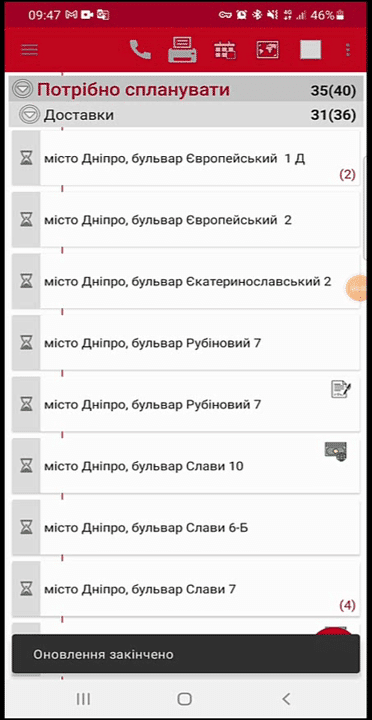 09:47
46%
Потрібно спланувати 35(40)
Доставки 31(36)
місто Дніпро, бульвар Європейський 1 Д
(2)
місто Дніпро, бульвар Європейський 2
місто Дніпро, бульвар Єкатеринославський 2
місто Дніпро, бульвар Рубіновий 7
місто Дніпро, бульвар Рубіновий 7
місто Дніпро, бульвар Слави 10
місто Дніпро, бульвар Слави 6-Б
місто Дніпро, бульвар Слави 7
(4)
Оновлення закінчено